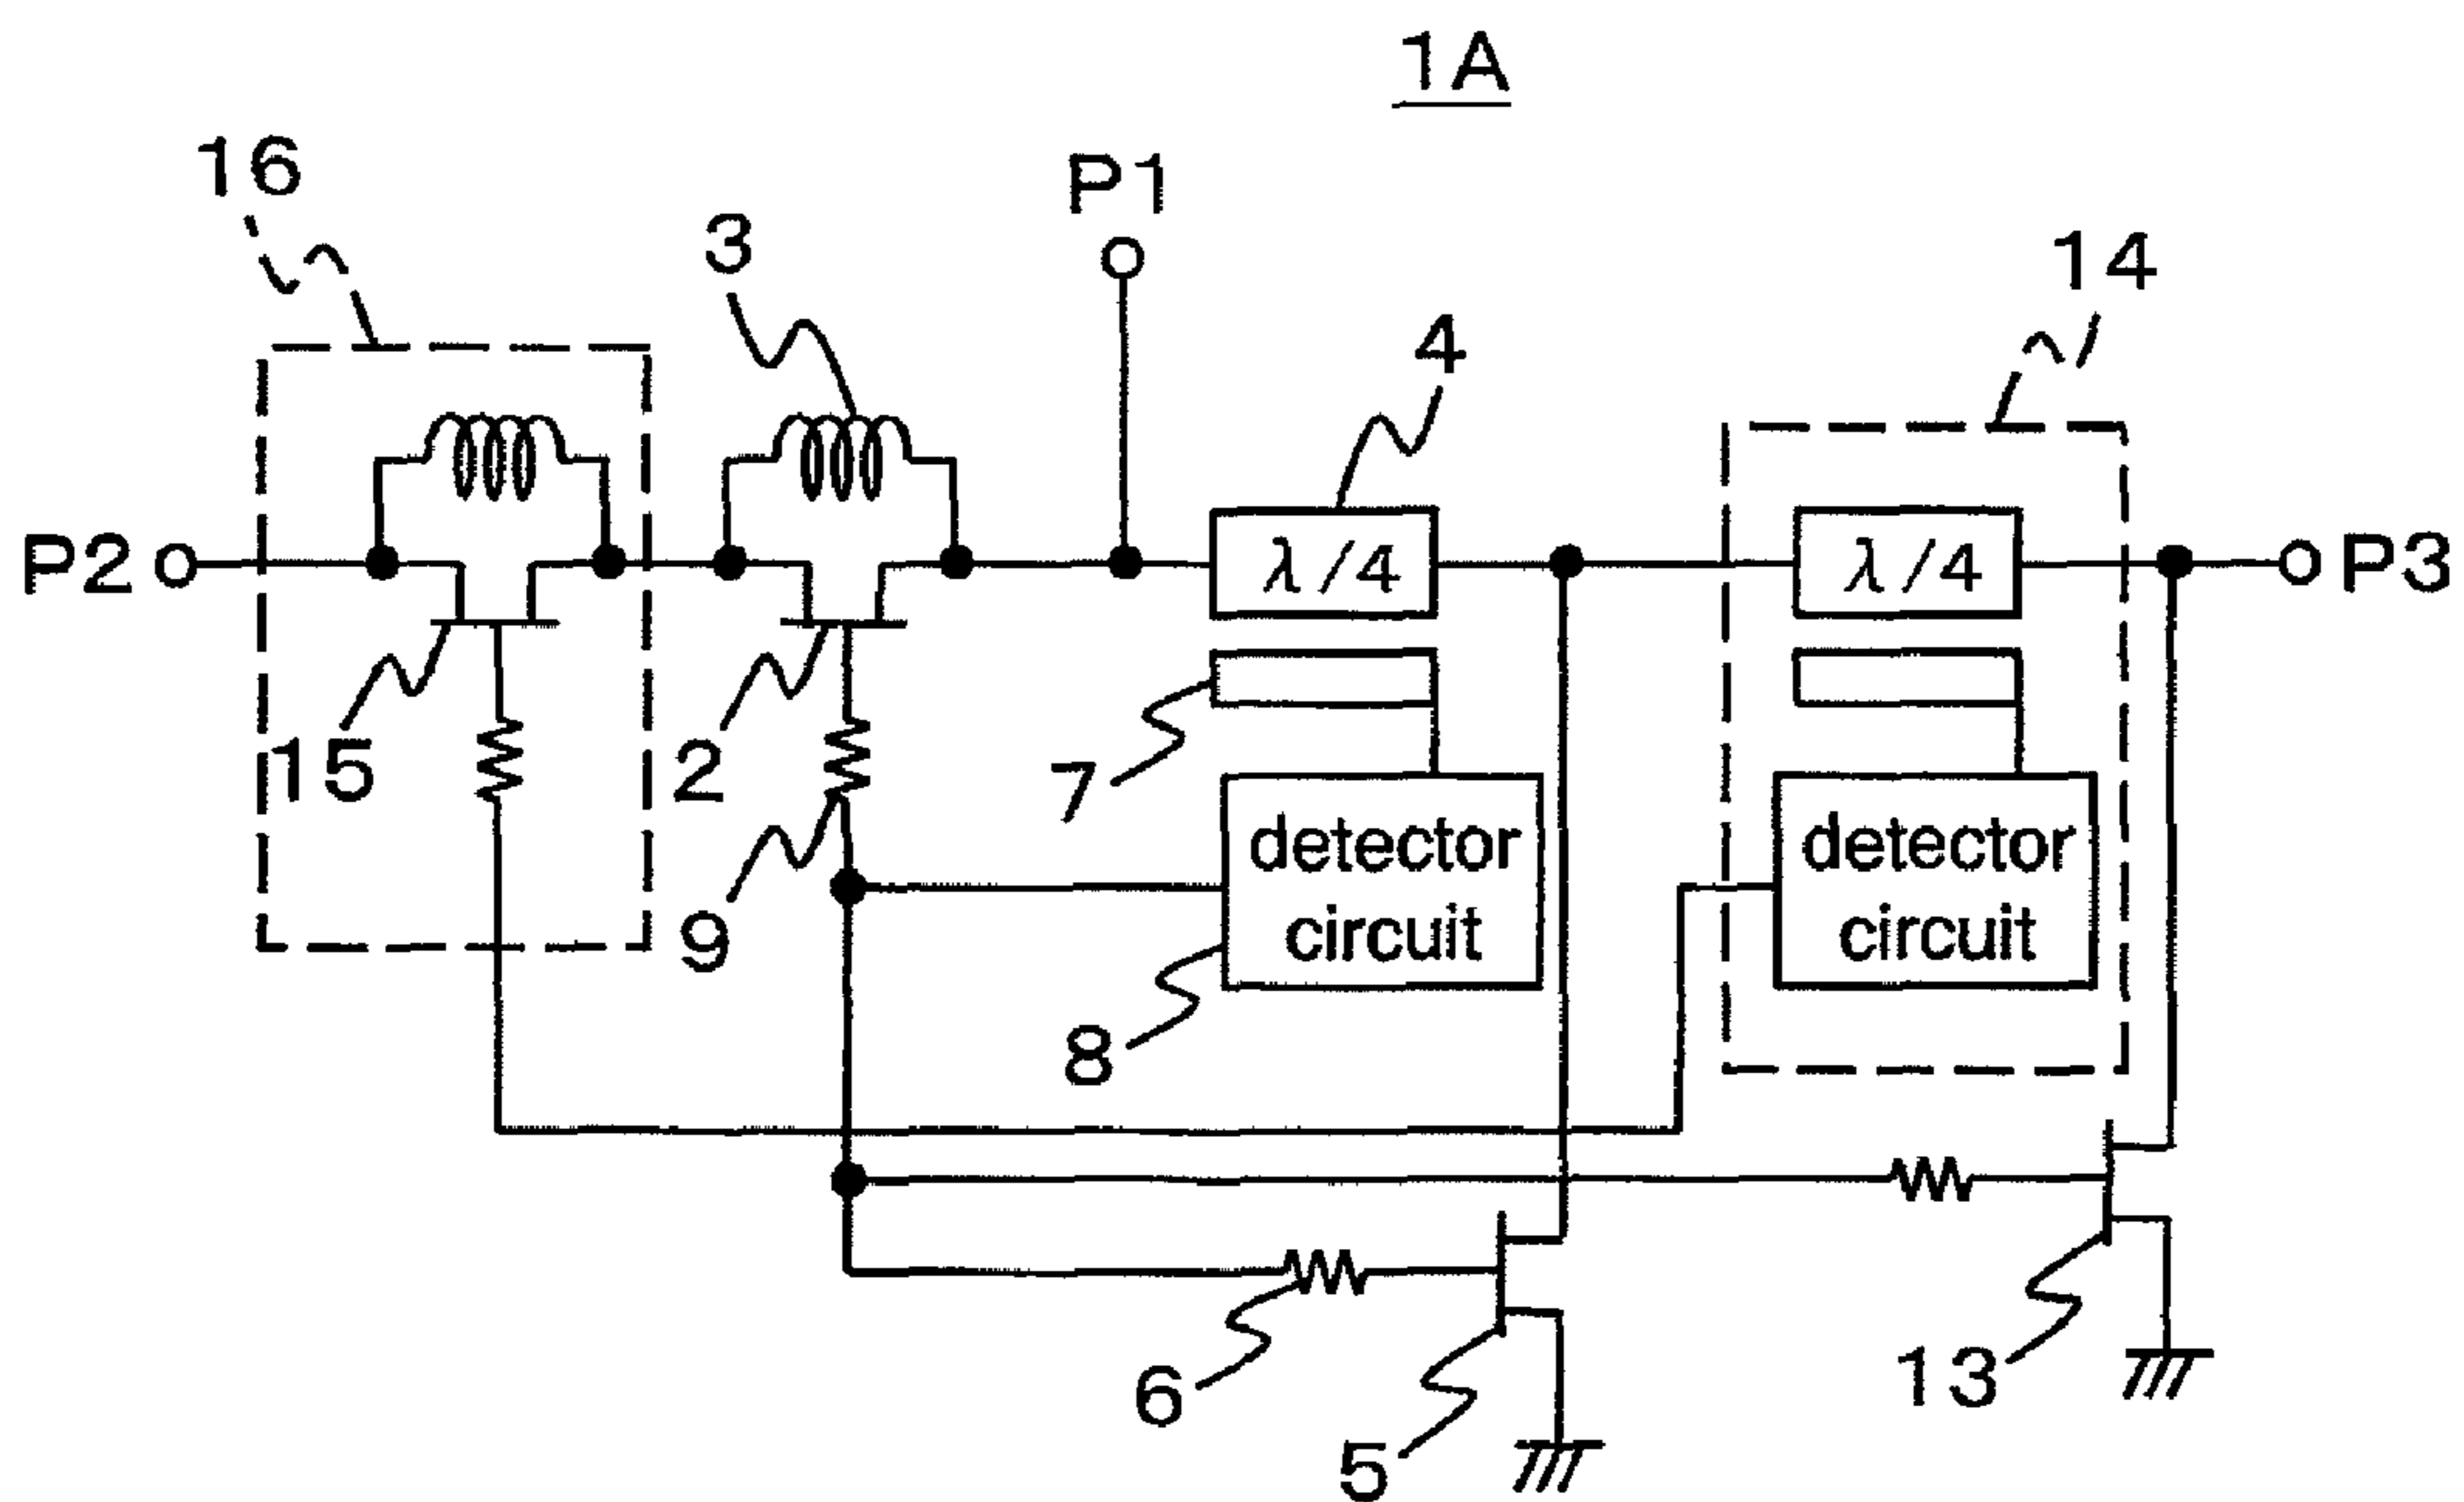 1A
16
P1
3
14
4
P2
λ/4
λ/4
P3
15
2
7
detector
circuit
detector
circuit
9
8
6
13
5